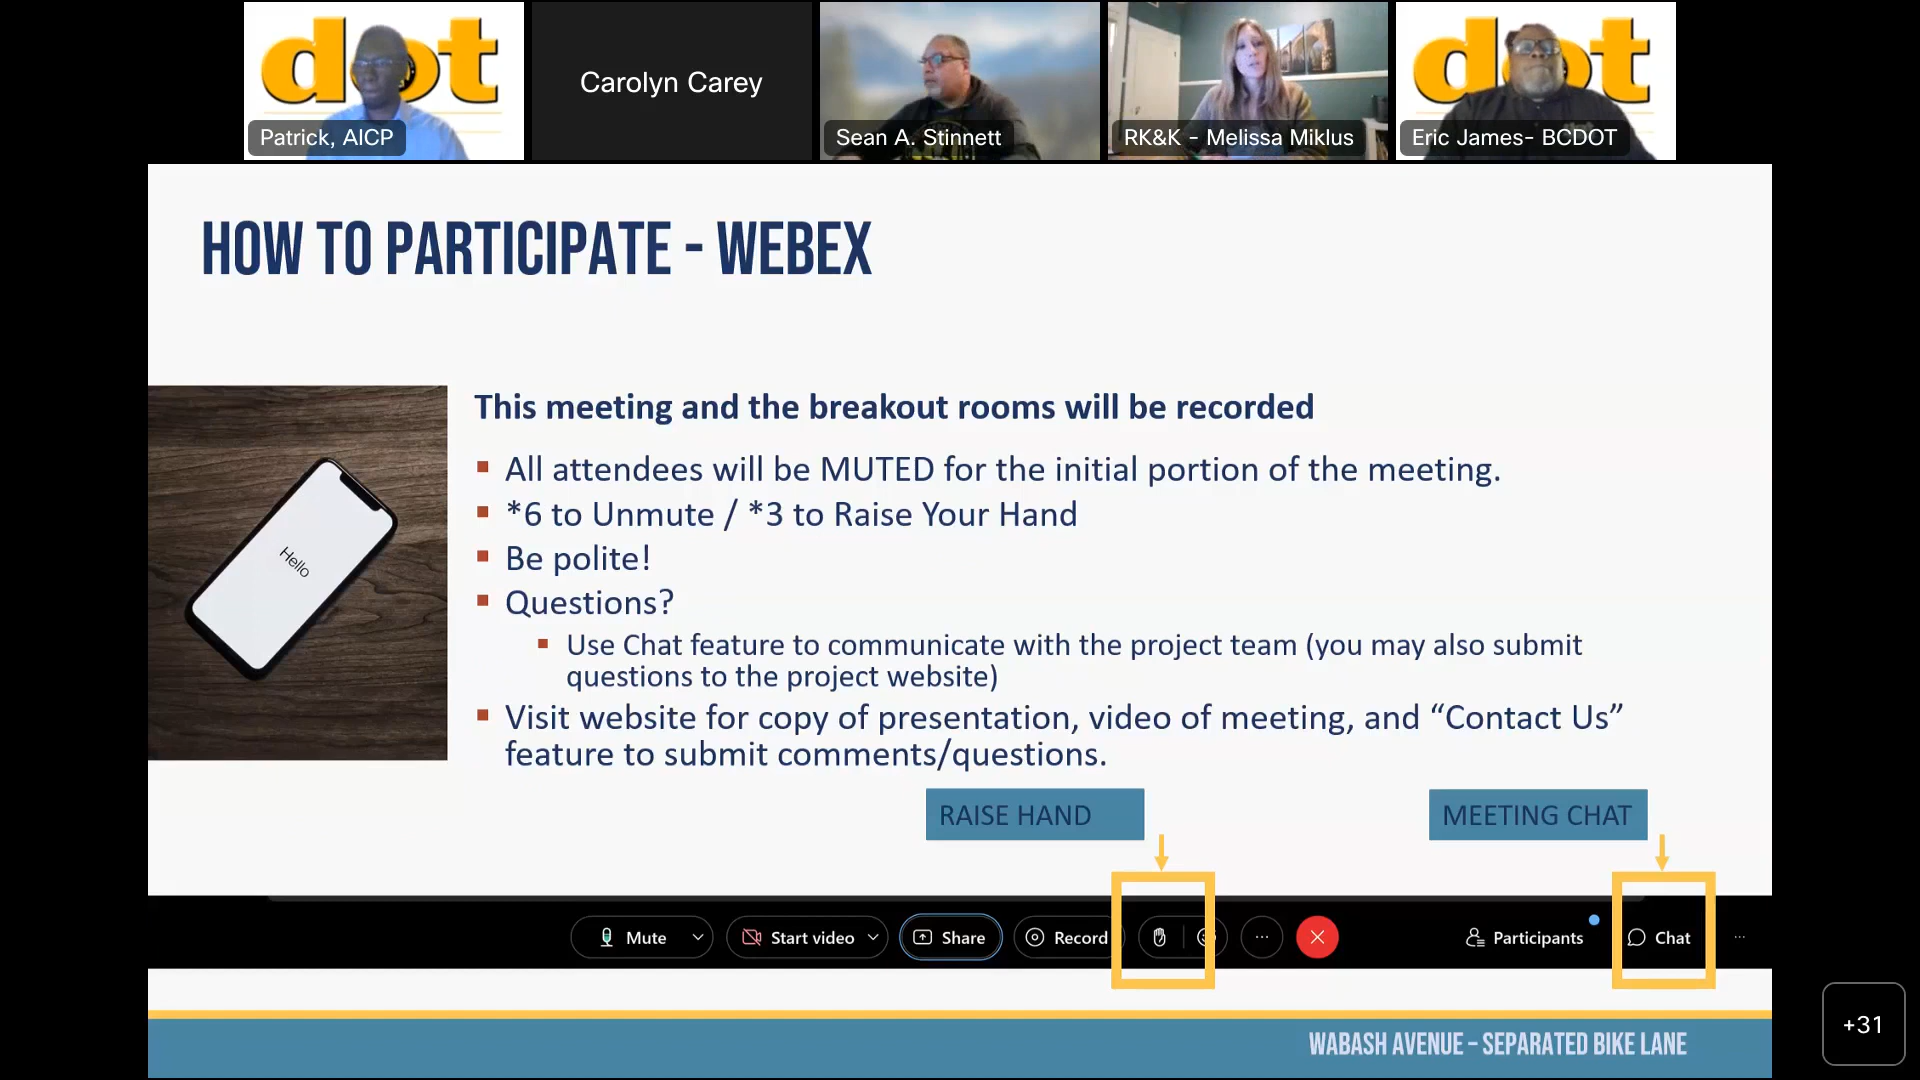 dot
dot
Carolyn Carey
Patrick, AICP
Sean A. Stinnett
RK&K - Melissa Miklus
Eric James- BCDOT
HOW TO PARTICIPATE - WEBEX
Hello
This meeting and the breakout rooms will be recorded
All attendees will be MUTED for the initial portion of the meeting.
*6 to Unmute / *3 to Raise Your Hand
Be polite!
Questions?
Use Chat feature to communicate with the project team (you may also submit
questions to the project website)
Visit website for copy of presentation, video of meeting, and “Contact Us”
feature to submit comments/questions.
RAISE HAND
MEETING CHAT
Mute
Start video
Share
Record
Participants
Chat
+31
WABASH AVENUE – SEPARATED BIKE LANE